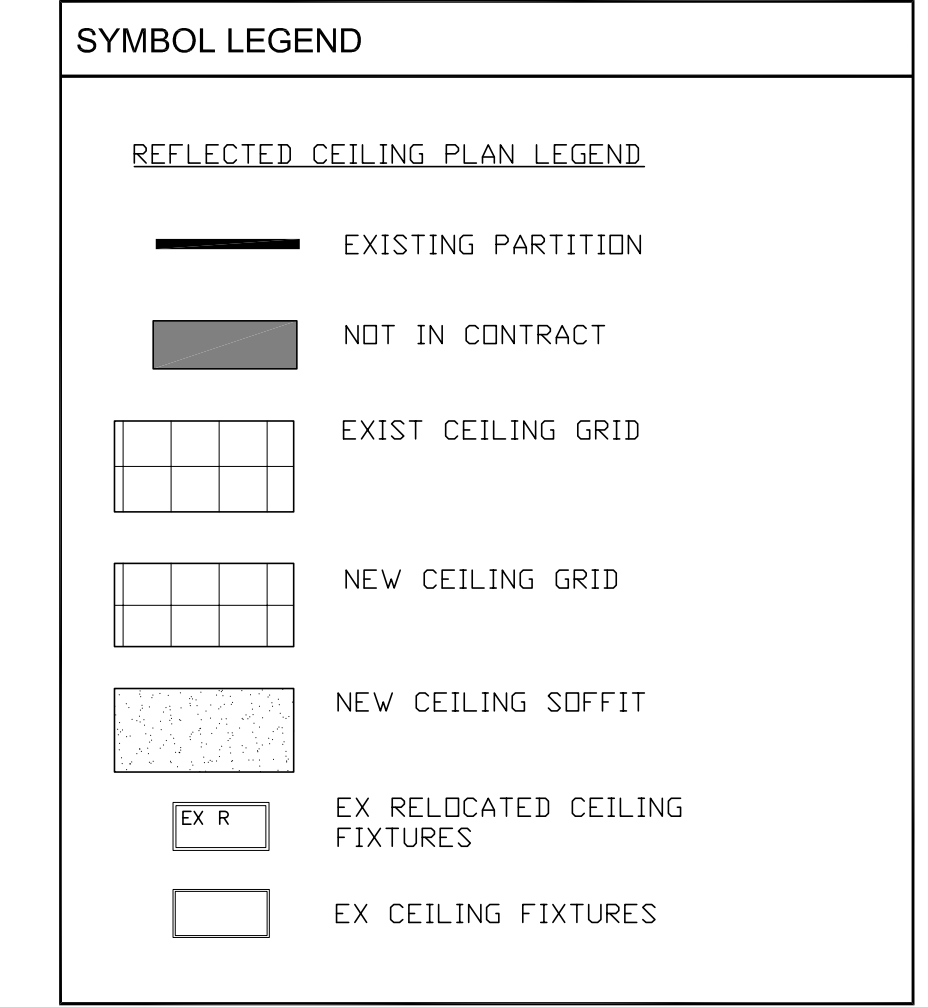 SYMBOL LEGEND
REFLECTED CEILING PLAN LEGEND
EXISTING PARTITION
NOT IN CONTRACT
EXIST CEILING GRID
NEW CEILING GRID
NEW CEILING SOFFIT
EX R
EX RELOCATED CEILING
FIXTURES
EX CEILING FIXTURES